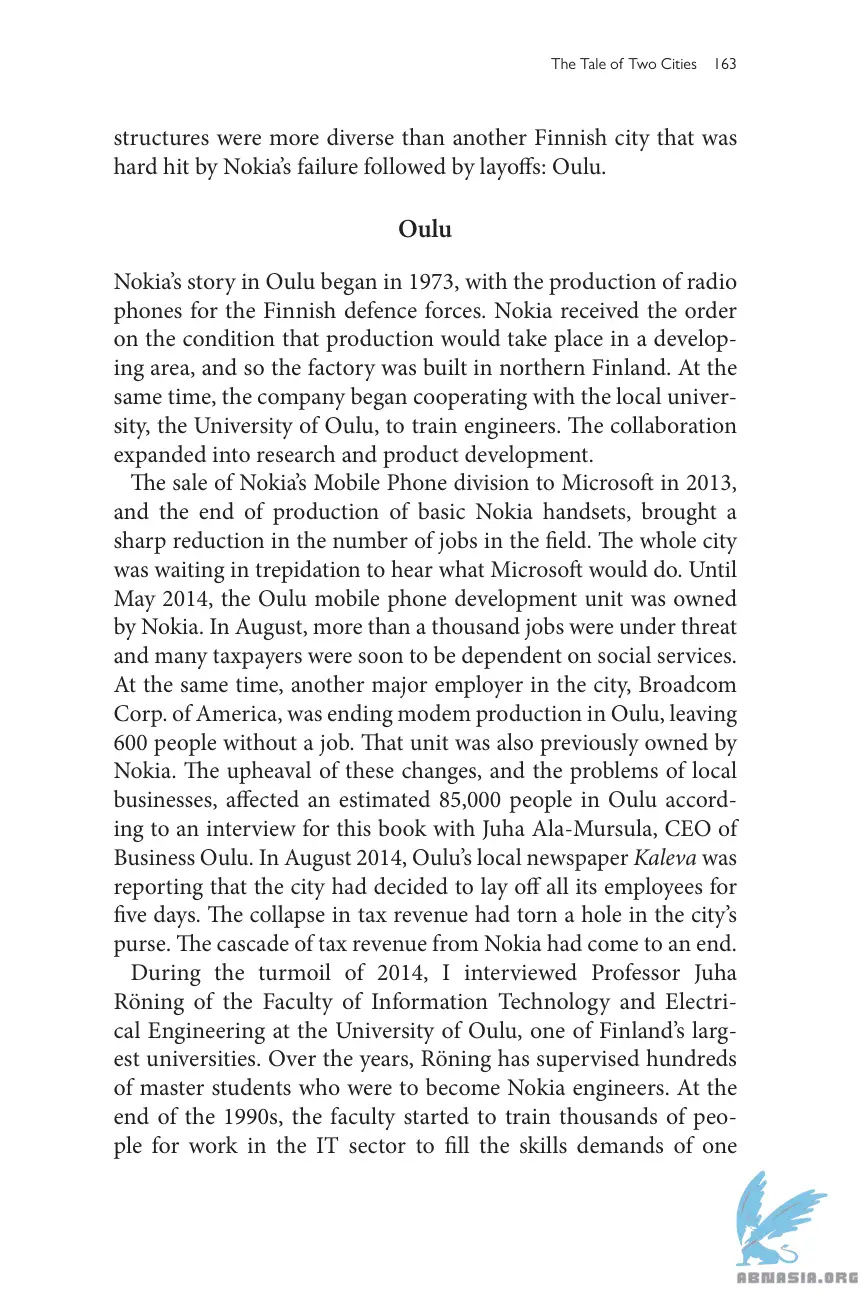 The Tale of Two Cities 163
structures were more diverse than another Finnish city that was
hard hit by Nokia’s failure followed by layoffs: Oulu.
Oulu
Nokia’s story in Oulu began in 1973, with the production of radio
phones for the Finnish defence forces. Nokia received the order
on the condition that production would take place in a develop-
ing area, and so the factory was built in northern Finland. At the
same time, the company began cooperating with the local univer-
sity, the University of Oulu, to train engineers. The collaboration
expanded into research and product development.
The sale of Nokia’s Mobile Phone division to Microsoft in 2013,
and the end of production of basic Nokia handsets, brought a
sharp reduction in the number of jobs in the field. The whole city
was waiting in trepidation to hear what Microsoft would do. Until
May 2014, the Oulu mobile phone development unit was owned
by Nokia. In August, more than a thousand jobs were under threat
and many taxpayers were soon to be dependent on social services.
At the same time, another major employer in the city, Broadcom
Corp. of America, was ending modem production in Oulu, leaving
600 people without a job. That unit was also previously owned by
Nokia. The upheaval of these changes, and the problems of local
businesses, affected an estimated 85,000 people in Oulu accord-
ing to an interview for this book with Juha Ala-Mursula, CEO of
Business Oulu. In August 2014, Oulu’s local newspaper Kaleva was
reporting that the city had decided to lay off all its employees for
five days. The collapse in tax revenue had torn a hole in the city’s
purse. The cascade of tax revenue from Nokia had come to an end.
During the turmoil of 2014, I interviewed Professor Juha
Röning of the Faculty of Information Technology and Electri-
cal Engineering at the University of Oulu, one of Finland’s larg-
est universities. Over the years, Röning has supervised hundreds
of master students who were to become Nokia engineers. At the
end of the 1990s, the faculty started to train thousands of peo-
ple for work in the IT sector to fill the skills demands of one
ABNASIA.ORG